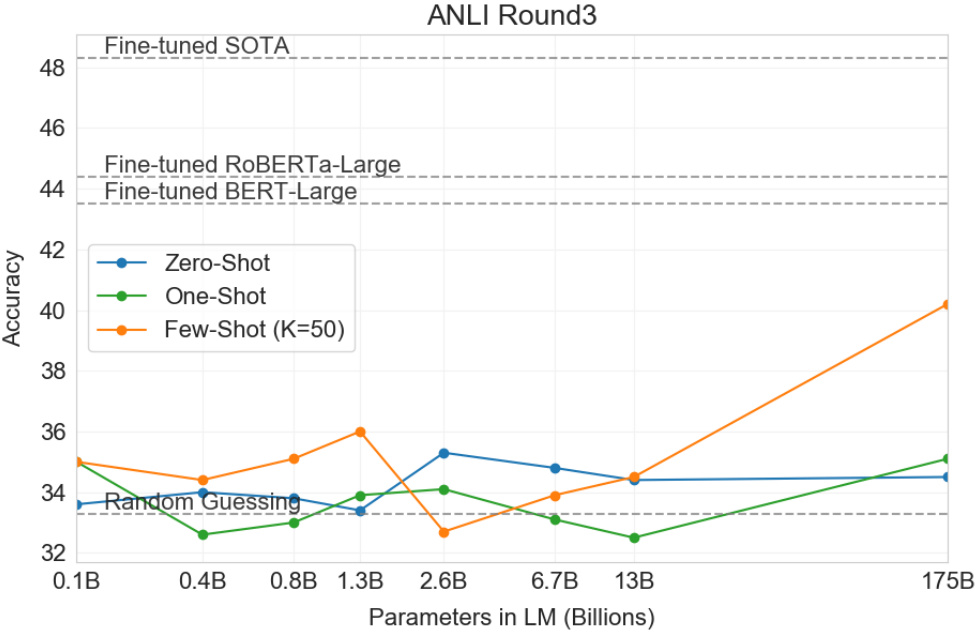 ANLI Round3
Fine-tuned SOTA
48
46
Fine-tuned RoBERTa-Large
44
Fine-tuned BERT-Large
42
Zero-Shot
One-Shot
Few-Shot (K=50)
Accuracy
40
38
36
34
Random Guessing
32
0.1B 0.4B 0.8B 1.3B 2.6B 6.7B 13B 175B
Parameters in LM (Billions)